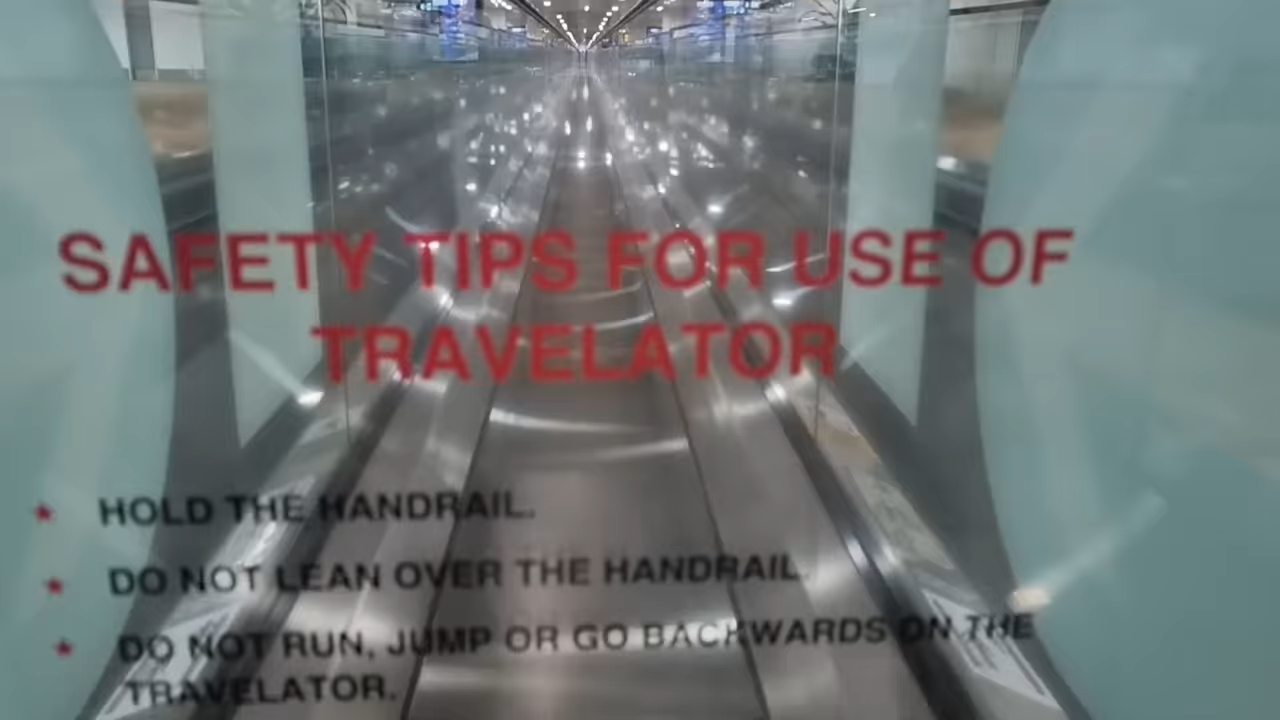 SAFETY TIPS FOR USE OF
TRAVELATOR
★ HOLD THE HANDRAIL.
★ DO NOT LEAN OVER THE HANDRAIL.
★ DO NOT RUN, JUMP OR GO BACKWARDS ON THE
TRAVELATOR.